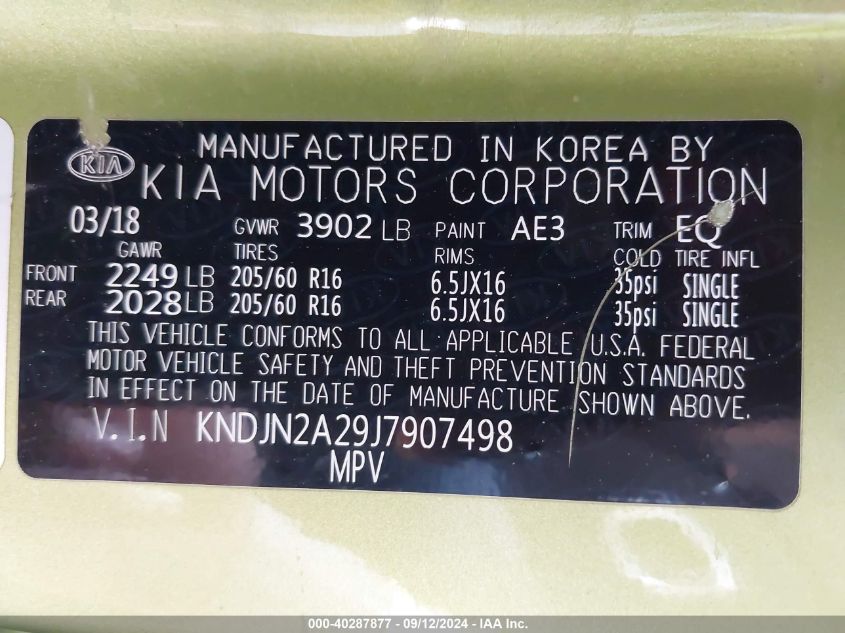 MANUFACTURED IN KOREA BY
KIA KIA MOTORS CORPORATION
03/18 GVWR 3902 LB PAINT AE3 TRIM EQ
GAWR TIRES RIMS COLD TIRE INFL
FRONT 2249 LB 205/60 R16 6.5JX16 35psi SINGLE
REAR 2028 LB 205/60 R16 6.5JX16 35psi SINGLE
THIS VEHICLE CONFORMS TO ALL APPLICABLE U.S.A. FEDERAL
MOTOR VEHICLE SAFETY AND THEFT PREVENTION STANDARDS
IN EFFECT ON THE DATE OF MANUFACTURE SHOWN ABOVE.
V.I.N KNDJN2A29J7907498
MPV
000-40287877 - 09/12/2024 - IAA Inc.